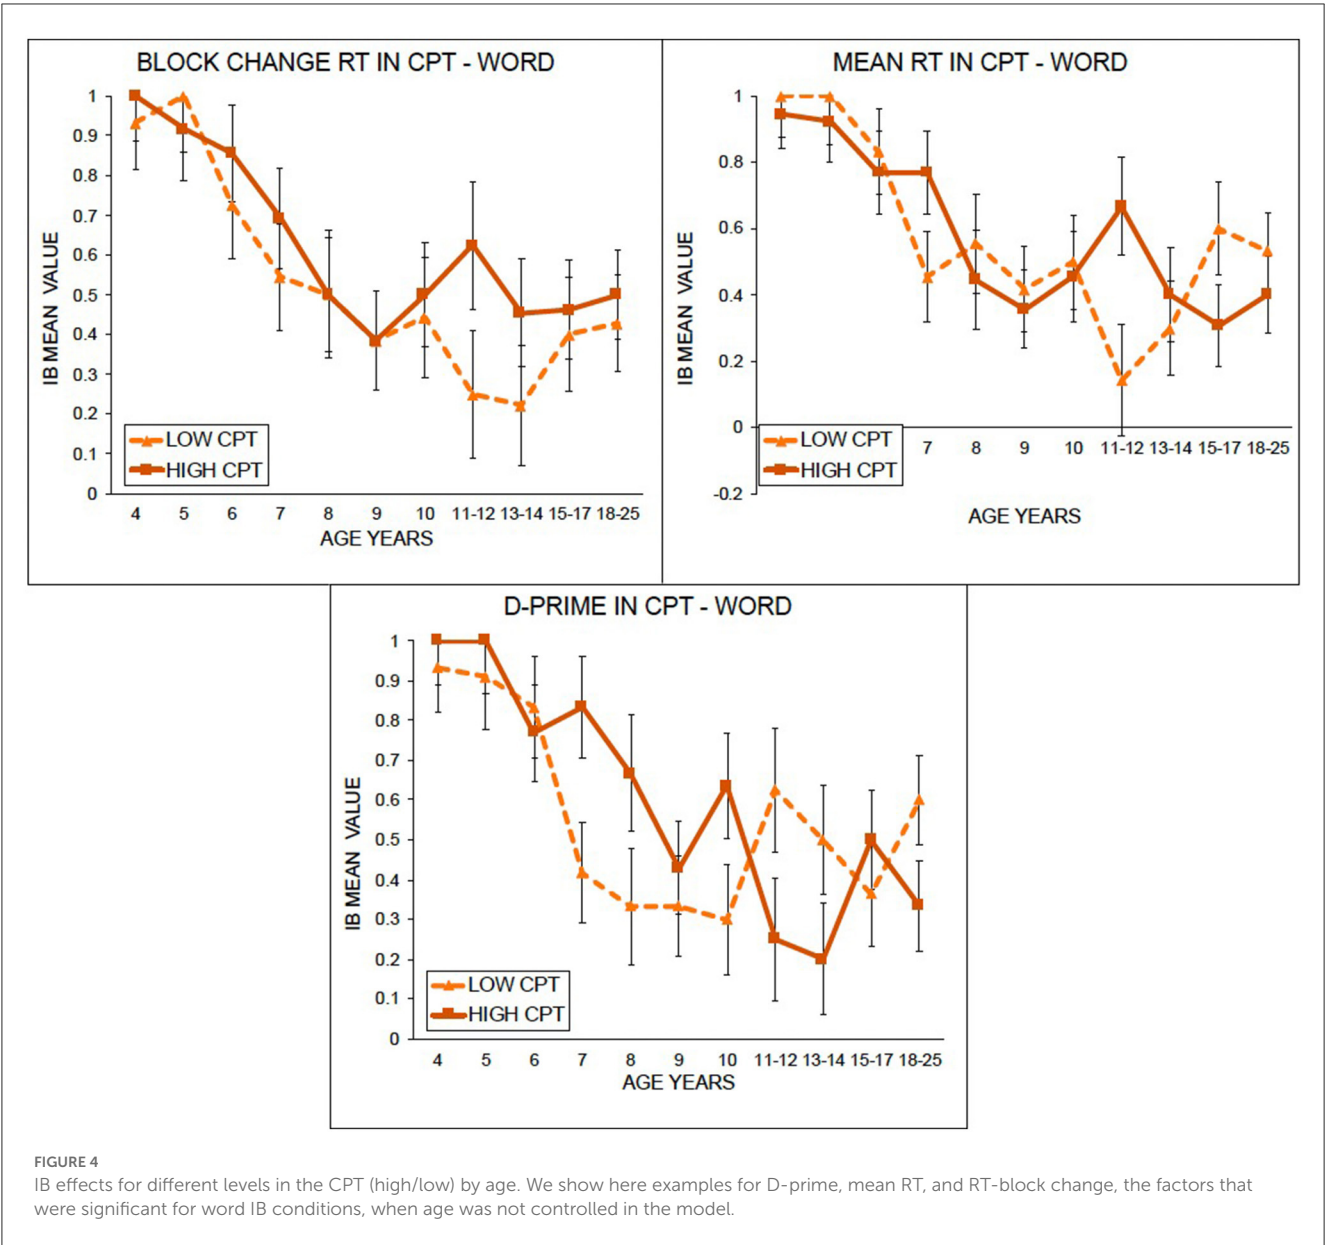 BLOCK CHANGE RT IN CPT - WORD
IB MEAN VALUE
1
0.9
0.8
0.7
0.6
0.5
0.4
0.3
0.2
0.1
0
LOW CPT
HIGH CPT
4 5 6 7 8 9 10 11-12 13-14 15-17 18-25
AGE YEARS
MEAN RT IN CPT - WORD
IB MEAN VALUE
1
0.8
0.6
0.4
0.2
0
-0.2
LOW CPT
HIGH CPT
7 8 9 10 11-12 13-14 15-17 18-25
AGE YEARS
D-PRIME IN CPT - WORD
IB MEAN VALUE
1
0.9
0.8
0.7
0.6
0.5
0.4
0.3
0.2
0.1
0
LOW CPT
HIGH CPT
4 5 6 7 8 9 10 11-12 13-14 15-17 18-25
AGE YEARS
FIGURE 4
IB effects for different levels in the CPT (high/low) by age. We show here examples for D-prime, mean RT, and RT-block change, the factors that
were significant for word IB conditions, when age was not controlled in the model.